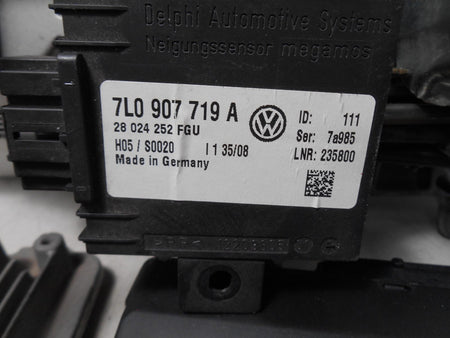 Delphi Automotive Systems
Neigungssensor megamos
7L0 907 719 A
28 024 252 FGU
H05 / S0020 I 1 35/08
Made in Germany
ID: 111
Ser: 7a985
LNR: 235800